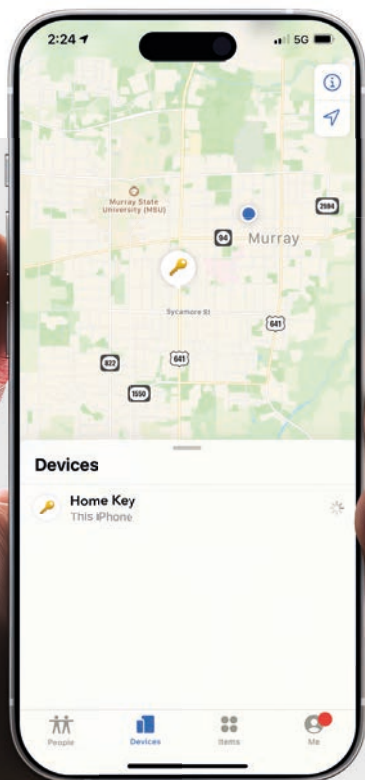 2:24
5G
Murray State
University (MSU)
2594
94
Murray
Sycamore St
641
822
641
1550
Devices
Home Key
This iPhone
People
Devices
Items
Me